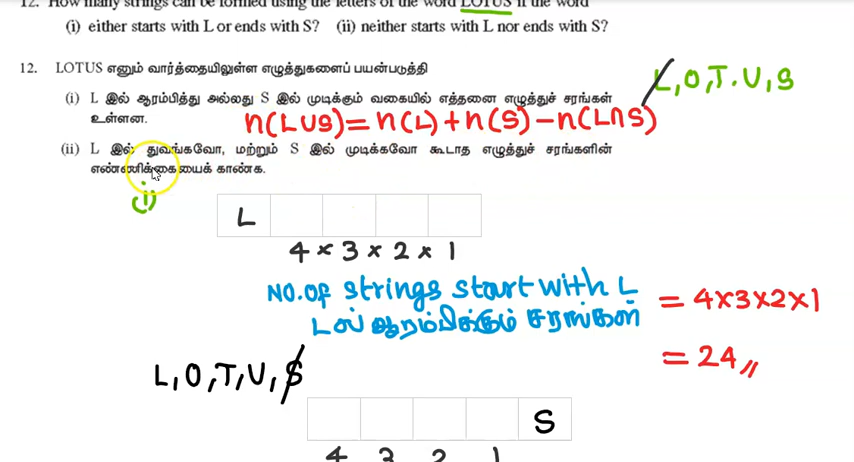 12. How many strings can be formed using the letters of the word LOTUS if the word
(i) either starts with L or ends with S? (ii) neither starts with L nor ends with S?
12. LOTUS எனும் வார்த்தையிலுள்ள எழுத்துகளைப் பயன்படுத்தி
L, O, T. U, S
(i) L இல் ஆரம்பித்து அல்லது S இல் முடிக்கும் வகையில் எத்தனை எழுத்துச் சரங்கள்
உள்ளன.
n(L∪S) = n(L) + n(S) – n(L∩S)
(ii) L இல் துவங்கவோ, மற்றும் S இல் முடிக்கவோ கூடாத எழுத்துச் சரங்களின்
எண்ணிக்கையைக் காண்க.
(i)
L
4 × 3 × 2 × 1
NO. OF strings start with L
= 4×3×2×1
L ல் ஆரம்பிக்கும் சரங்கள்
= 24 //
L, O, T, U, S
S
4 3 2 1